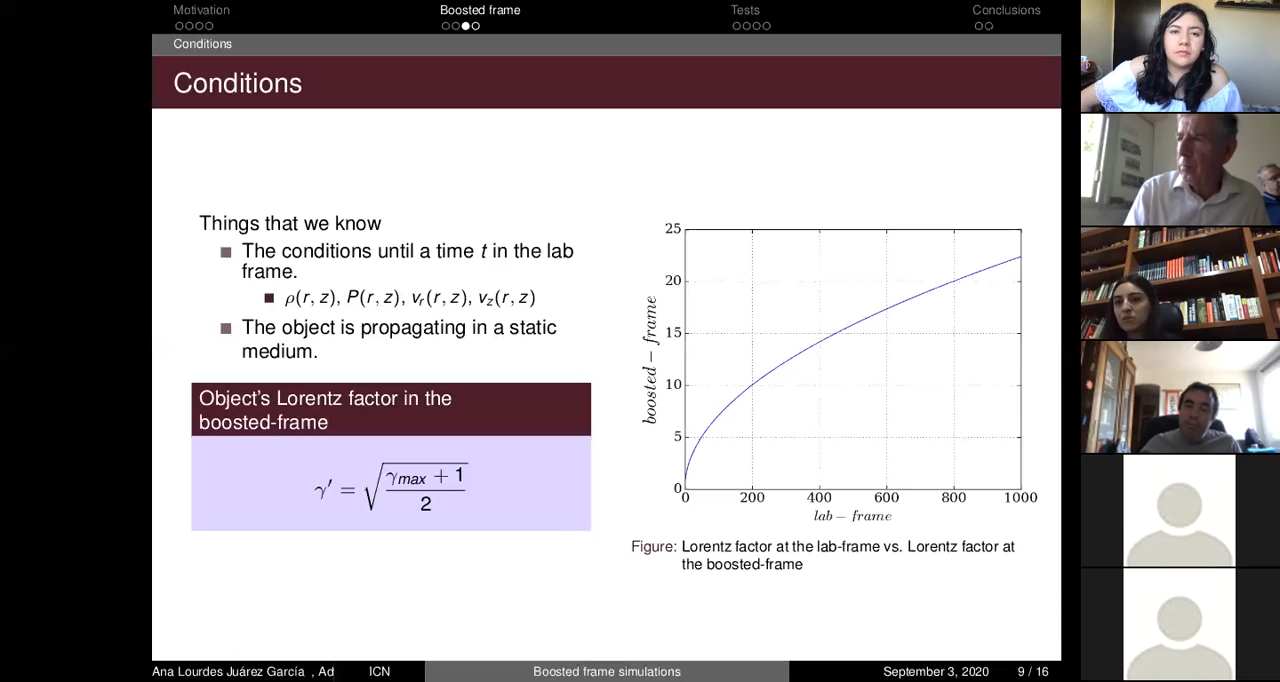 Motivation
Boosted frame
Tests
Conclusions
Conditions
Conditions
Things that we know
The conditions until a time t in the lab
frame.
ρ(r, z), P(r, z), vᵣ(r, z), v_z(r, z)
The object is propagating in a static
medium.
Object's Lorentz factor in the
boosted-frame
γ′ = √((γ_max + 1)/2)
25
20
15
10
5
0
boosted − frame
0 200 400 600 800 1000
lab − frame
Figure: Lorentz factor at the lab-frame vs. Lorentz factor at
the boosted-frame
Ana Lourdes Juárez García , Ad ICN Boosted frame simulations September 3, 2020 9 / 16